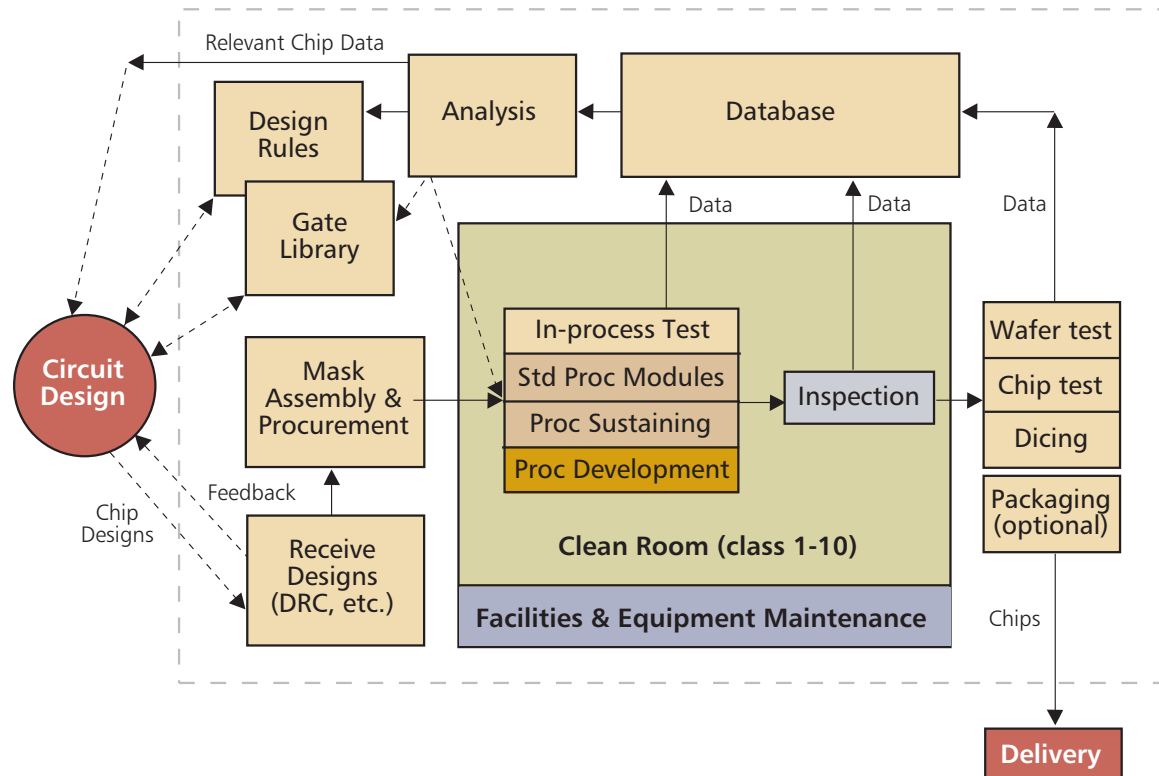 Relevant Chip Data
Design
Rules
Analysis
Database
Gate
Library
Data
Data
Data
Circuit
Design
Mask
Assembly &
Procurement
In-process Test
Std Proc Modules
Proc Sustaining
Proc Development
Inspection
Wafer test
Chip test
Dicing
Packaging
(optional)
Feedback
Chip
Designs
Receive
Designs
(DRC, etc.)
Clean Room (class 1-10)
Facilities & Equipment Maintenance
Chips
Delivery